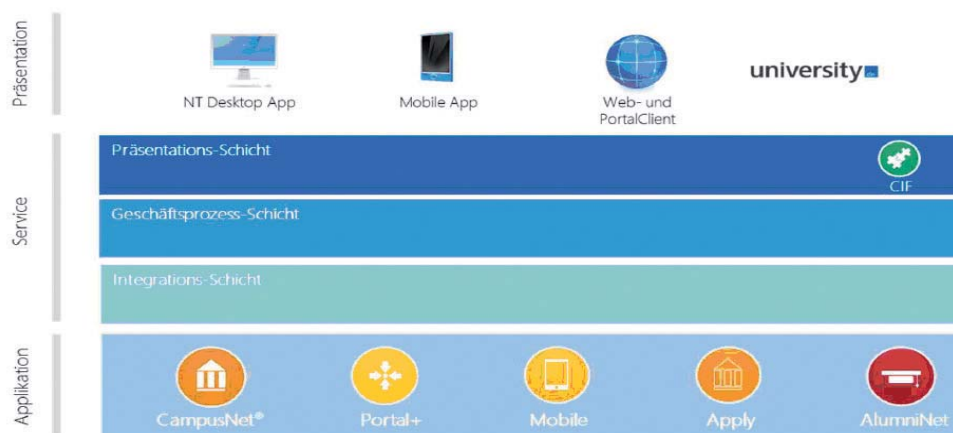 Präsentation
NT Desktop App
Mobile App
Web- und
PortalClient
university
Service
Präsentations-Schicht
CIF
Geschäftsprozess-Schicht
Integrations-Schicht
Applikation
CampusNet®
Portal+
Mobile
Apply
AlumniNet